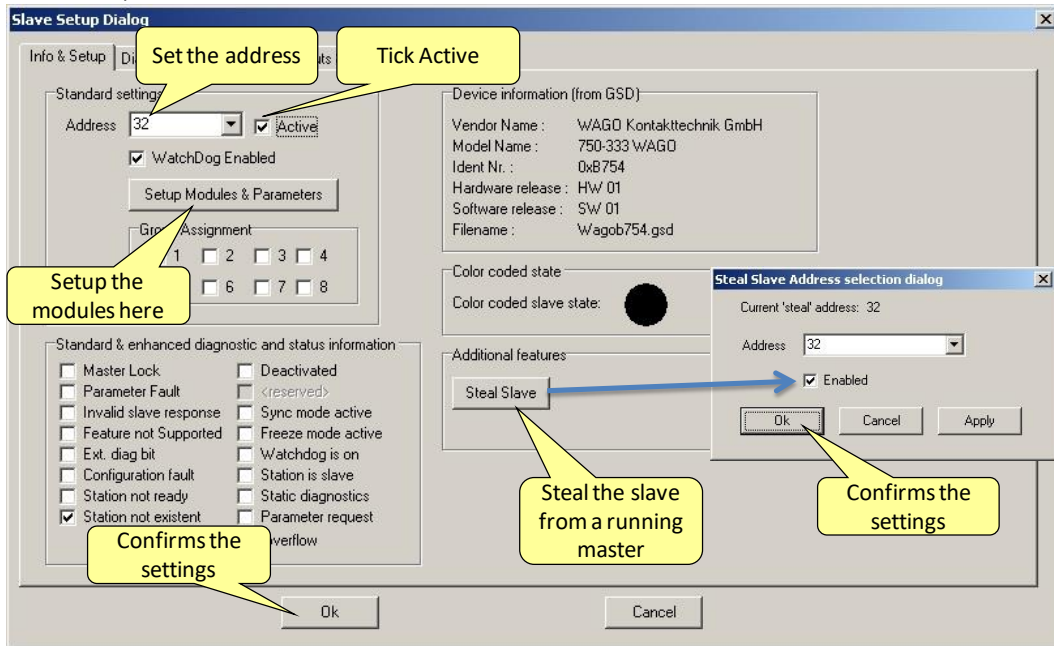 Slave Setup Dialog
Info & Setup
Set the address
Tick Active
Standard settings
Address 32 Active
WatchDog Enabled
Setup Modules & Parameters
Group Assignment
1 2 3 4
6 7 8
Setup the
modules here
Device information (from GSD)
Vendor Name : WAGO Kontakttechnik GmbH
Model Name : 750-333 WAGO
Ident Nr. : 0xB754
Hardware release : HW 01
Software release : SW 01
Filename : Wagob754.gsd
Color coded state
Color coded slave state:
Steal Slave Address selection dialog
Current 'steal' address: 32
Address 32
Enabled
Ok Cancel Apply
Standard & enhanced diagnostic and status information
Master Lock Deactivated
Parameter Fault <reserved>
Invalid slave response Sync mode active
Feature not Supported Freeze mode active
Ext. diag bit Watchdog is on
Configuration fault Station is slave
Station not ready Static diagnostics
Station not existent Parameter request
overflow
Additional features
Steal Slave
Steal the slave
from a running
master
Confirms the
settings
Confirms the
settings
Ok Cancel